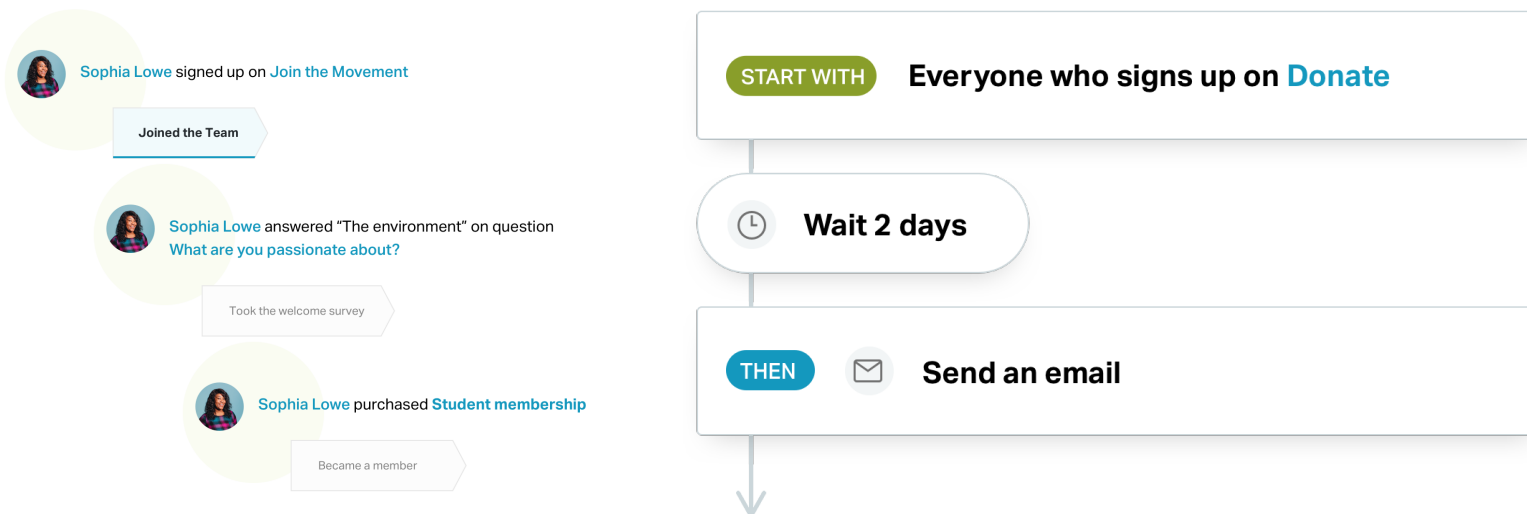 Sophia Lowe signed up on Join the Movement
Joined the Team
Sophia Lowe answered “The environment” on question
What are you passionate about?
Took the welcome survey
Sophia Lowe purchased Student membership
Became a member
START WITH Everyone who signs up on Donate
Wait 2 days
THEN Send an email